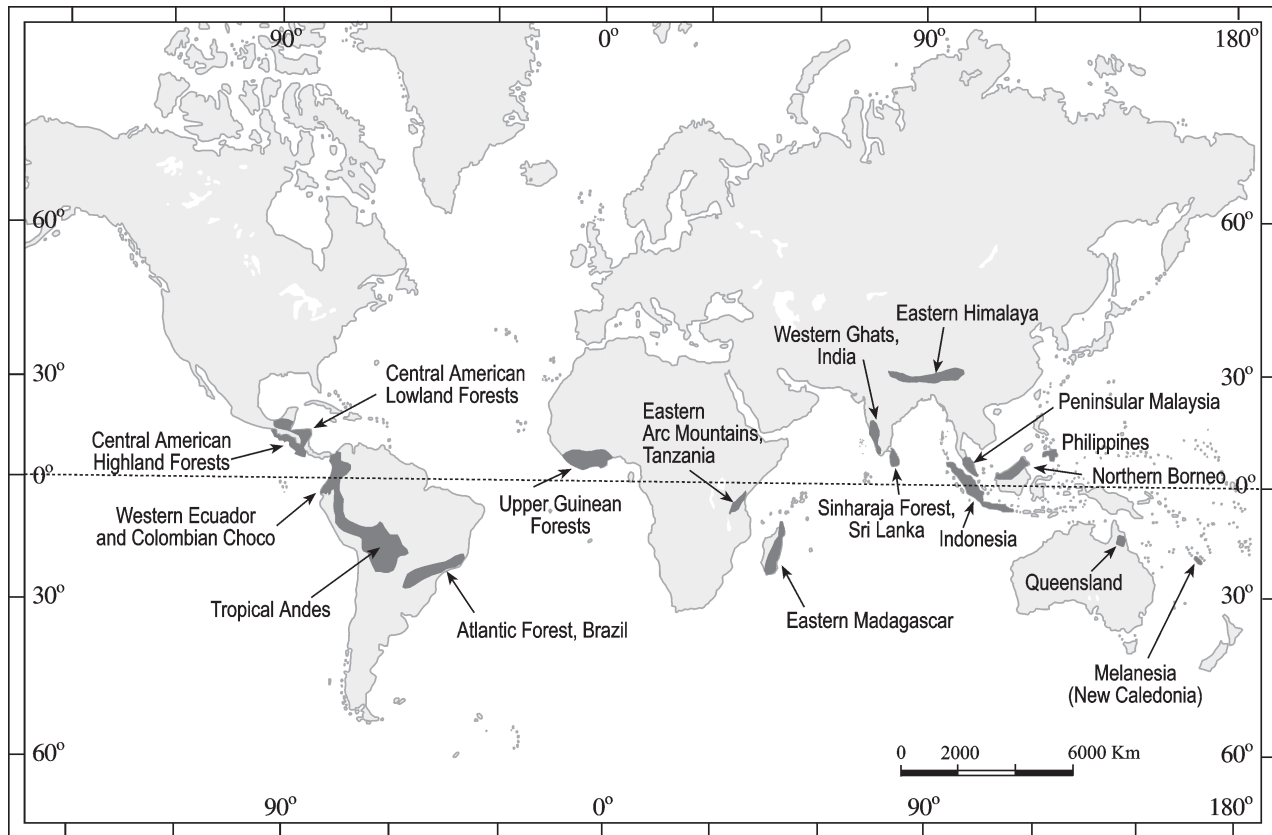 90º 0º 90º 180º
60º 60º
Eastern Himalaya
Western Ghats,
India
30º 30º
Central American
Lowland Forests
Peninsular Malaysia
Eastern
Arc Mountains,
Tanzania
Central American
Highland Forests
Philippines
Northern Borneo
0º 0º
Western Ecuador
and Colombian Choco
Upper Guinean
Forests
Sinharaja Forest,
Sri Lanka
Indonesia
Queensland
30º 30º
Tropical Andes
Atlantic Forest, Brazil
Eastern Madagascar
Melanesia
(New Caledonia)
60º 60º
0 2000 6000 Km
90º 0º 90º 180º